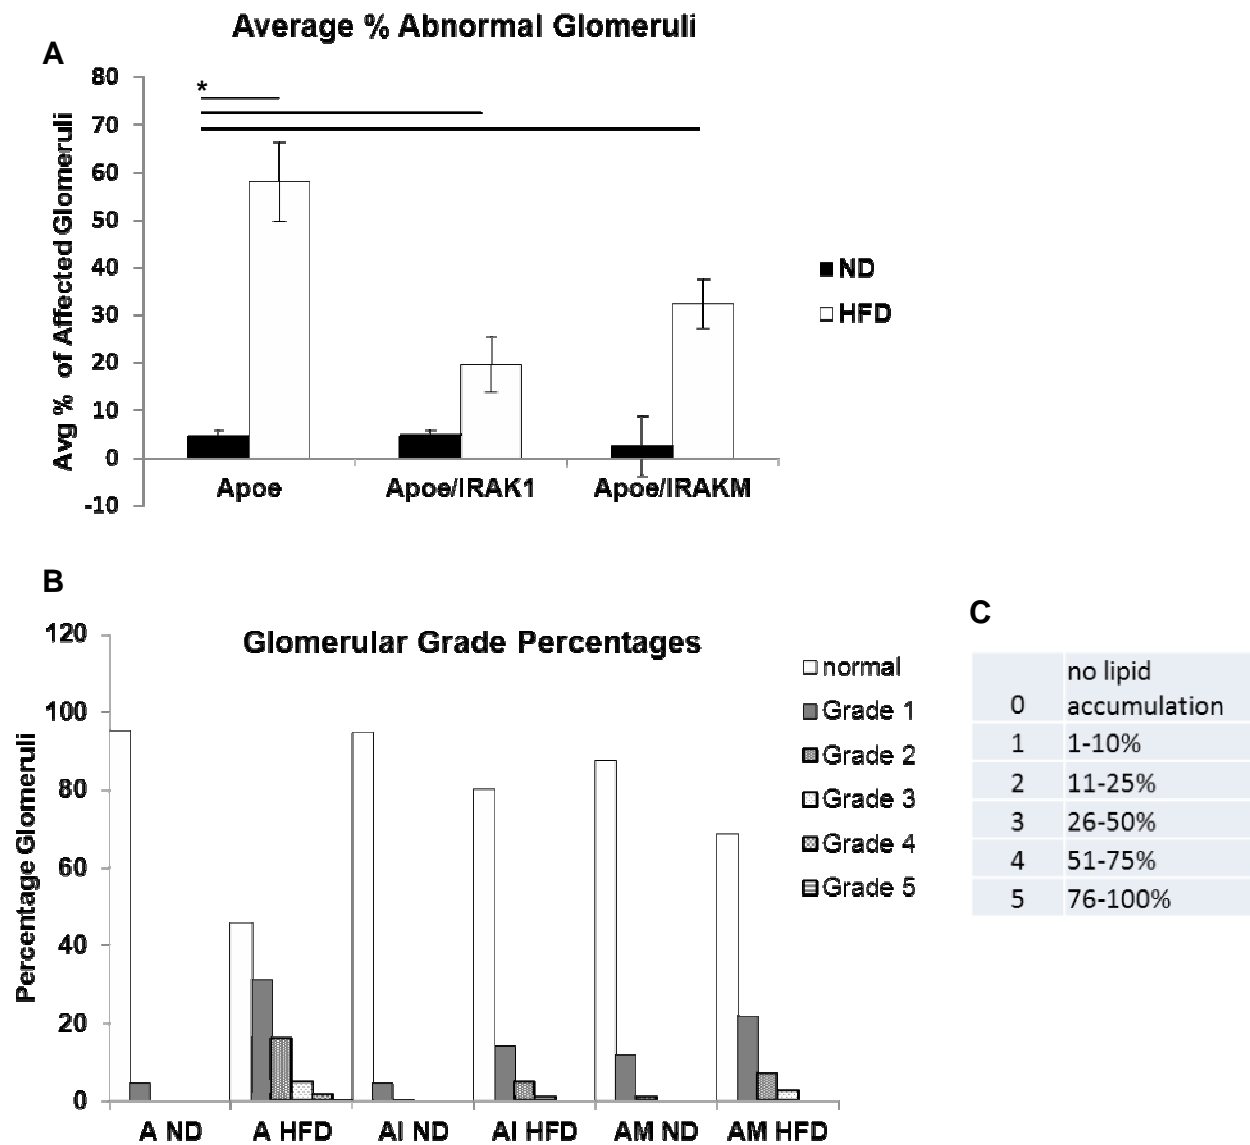 Average % Abnormal Glomeruli
A
80
*
70
60
50
40
30
20
10
0
-10
Avg % of Affected Glomeruli
Apoe Apoe/IRAK1 Apoe/IRAKM
ND
HFD
B
Glomerular Grade Percentages
120
100
80
60
40
20
0
Percentage Glomeruli
A ND A HFD AI ND AI HFD AM ND AM HFD
normal
Grade 1
Grade 2
Grade 3
Grade 4
Grade 5
C
0 no lipid
accumulation
1 1-10%
2 11-25%
3 26-50%
4 51-75%
5 76-100%